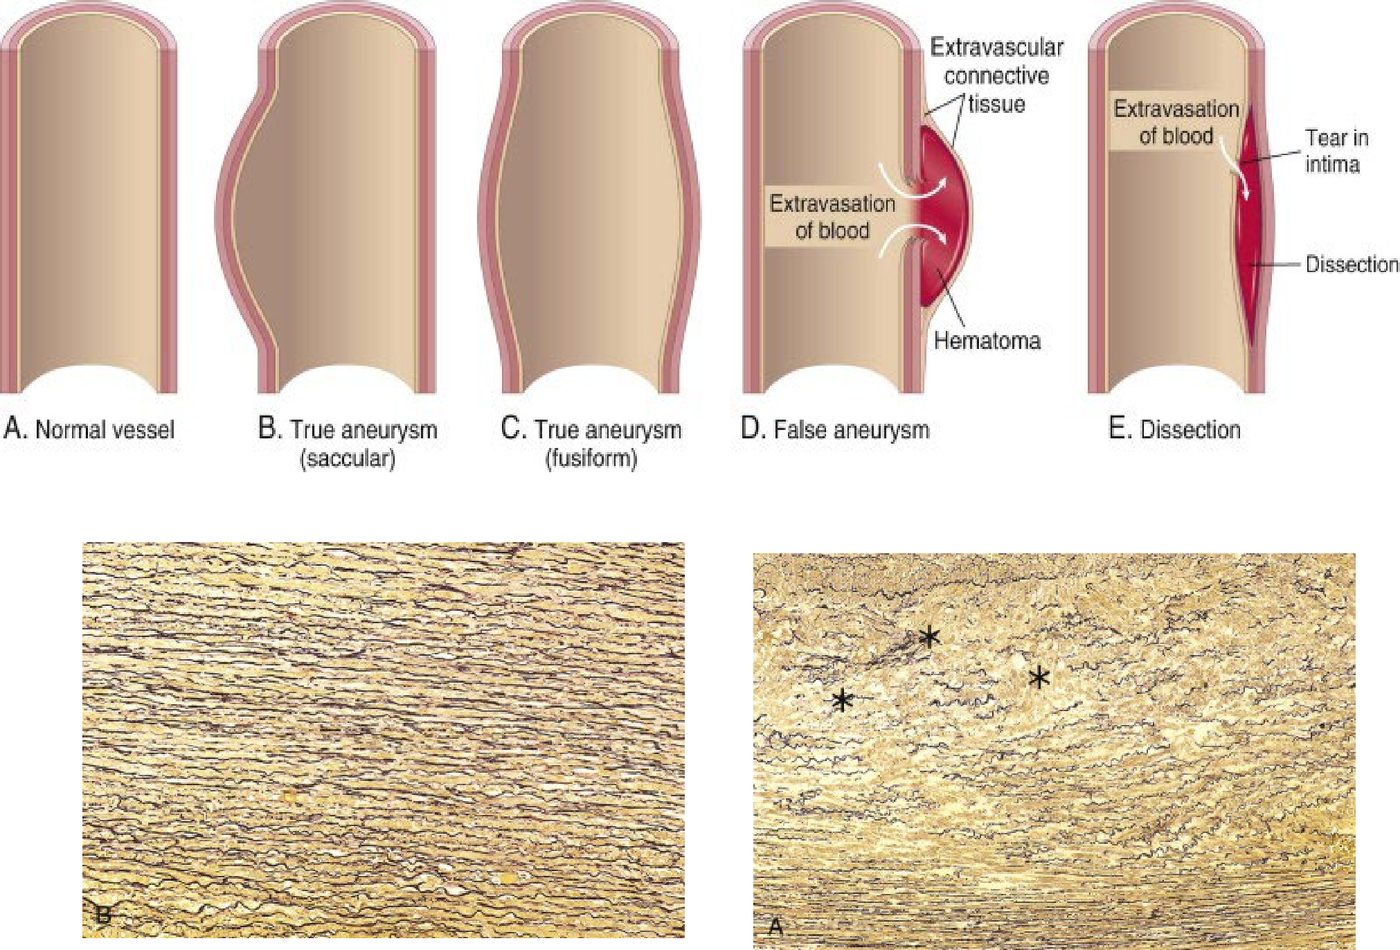 Extravascular
connective
tissue
Extravasation
of blood
Hematoma
Extravasation
of blood
Tear in
intima
Dissection
A. Normal vessel
B. True aneurysm
(saccular)
C. True aneurysm
(fusiform)
D. False aneurysm
E. Dissection
B
A